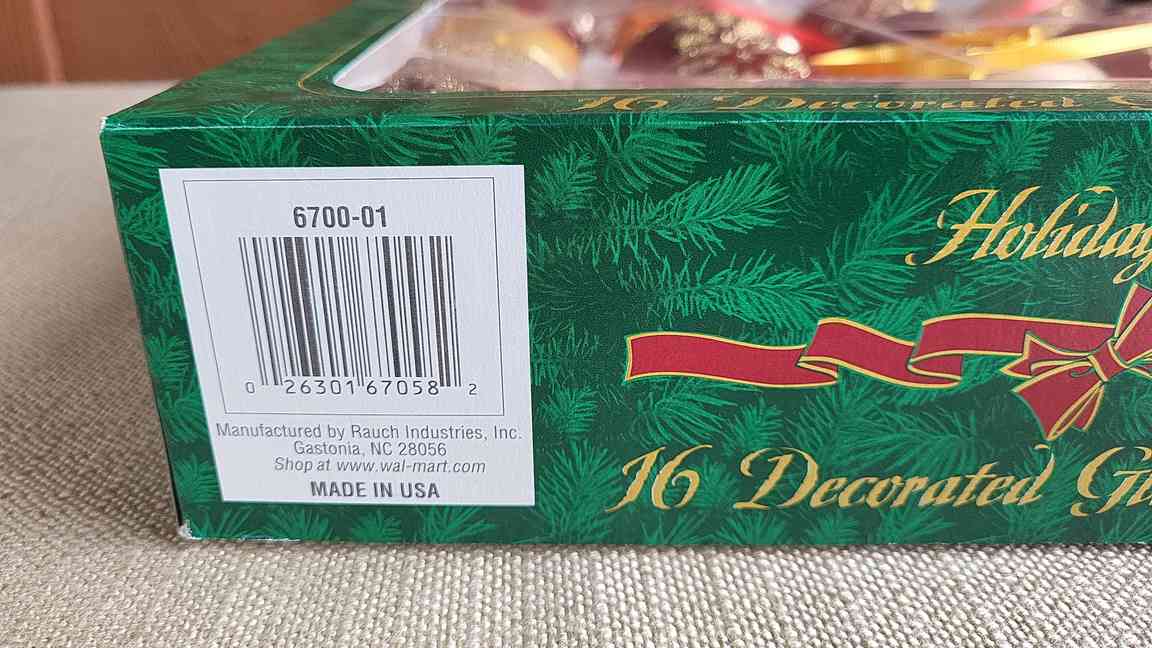 16 Decorated
6700-01
0 26301 67058 2
Manufactured by Rauch Industries, Inc.
Gastonia, NC 28056
Shop at www.wal-mart.com
MADE IN USA
Holiday
16 Decorated